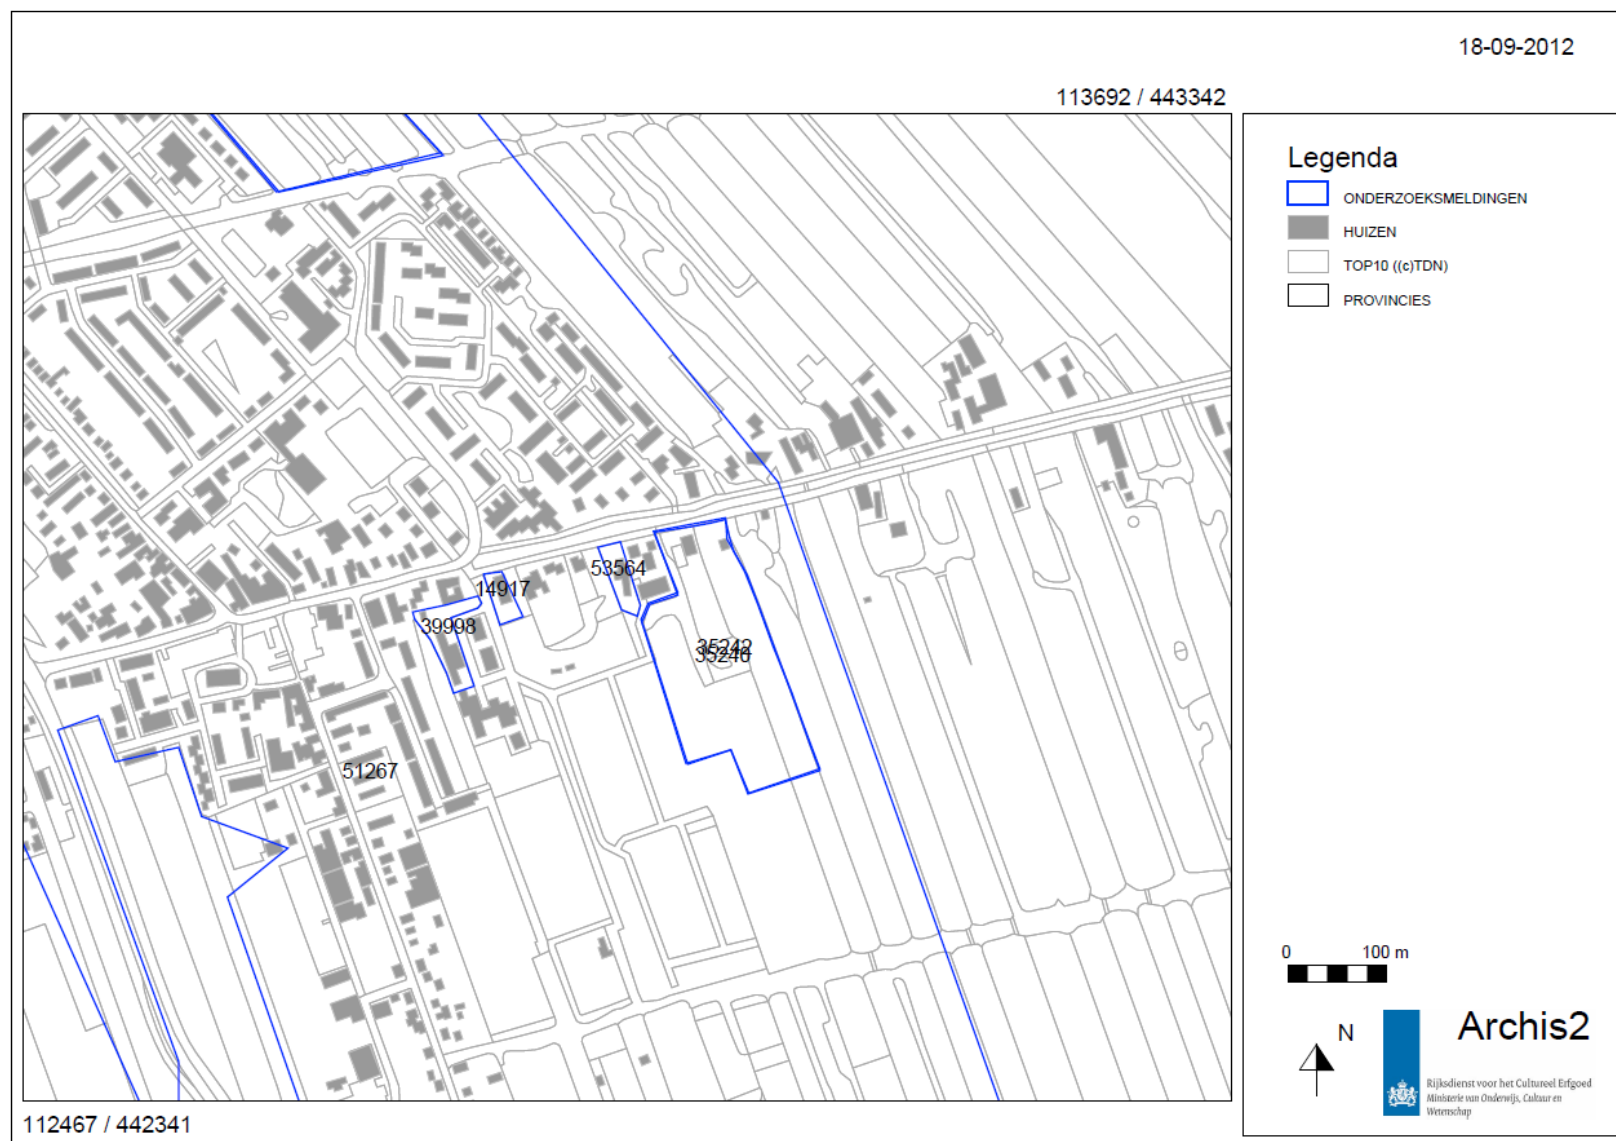 18-09-2012
113692 / 443342
Legenda
ONDERZOEKSMELDINGEN
HUIZEN
TOP10 ((c)TDN)
PROVINCIES
53564
14917
39998
35242
51267
0 100 m
N
Archis2
Rijksdienst voor het Cultureel Erfgoed
Ministerie van Onderwijs, Cultuur en
Wetenschap
112467 / 442341